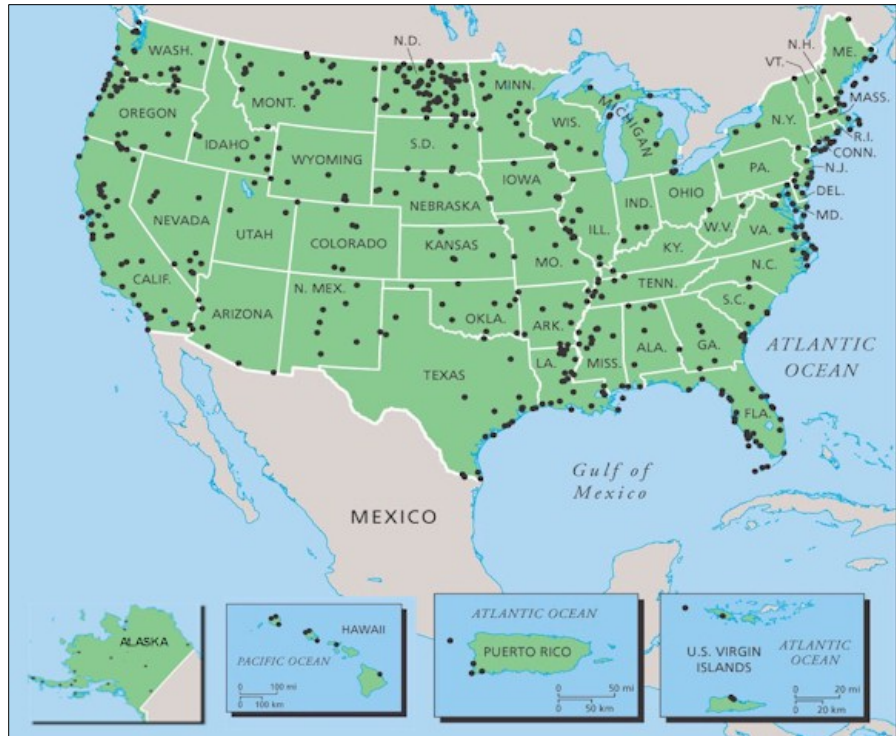 N.D.
N.H.
VT.
ME.
WASH.
MONT.
MINN.
MASS.
OREGON
IDAHO
WYOMING
S.D.
WIS.
MICHIGAN
N.Y.
R.I.
CONN.
N.J.
PA.
IOWA
NEBRASKA
OHIO
IND.
ILL.
DEL.
MD.
NEVADA
UTAH
COLORADO
KANSAS
MO.
W.V.
VA.
KY.
CALIF.
ARIZONA
N. MEX.
OKLA.
ARK.
TENN.
N.C.
S.C.
TEXAS
LA.
MISS.
ALA.
GA.
FLA.
ATLANTIC
OCEAN
Gulf of
Mexico
MEXICO
ALASKA
HAWAII
PACIFIC OCEAN
0 100 mi
0 100 km
ATLANTIC OCEAN
PUERTO RICO
0 50 mi
0 50 km
U.S. VIRGIN
ISLANDS
ATLANTIC
OCEAN
0 20 mi
0 20 km